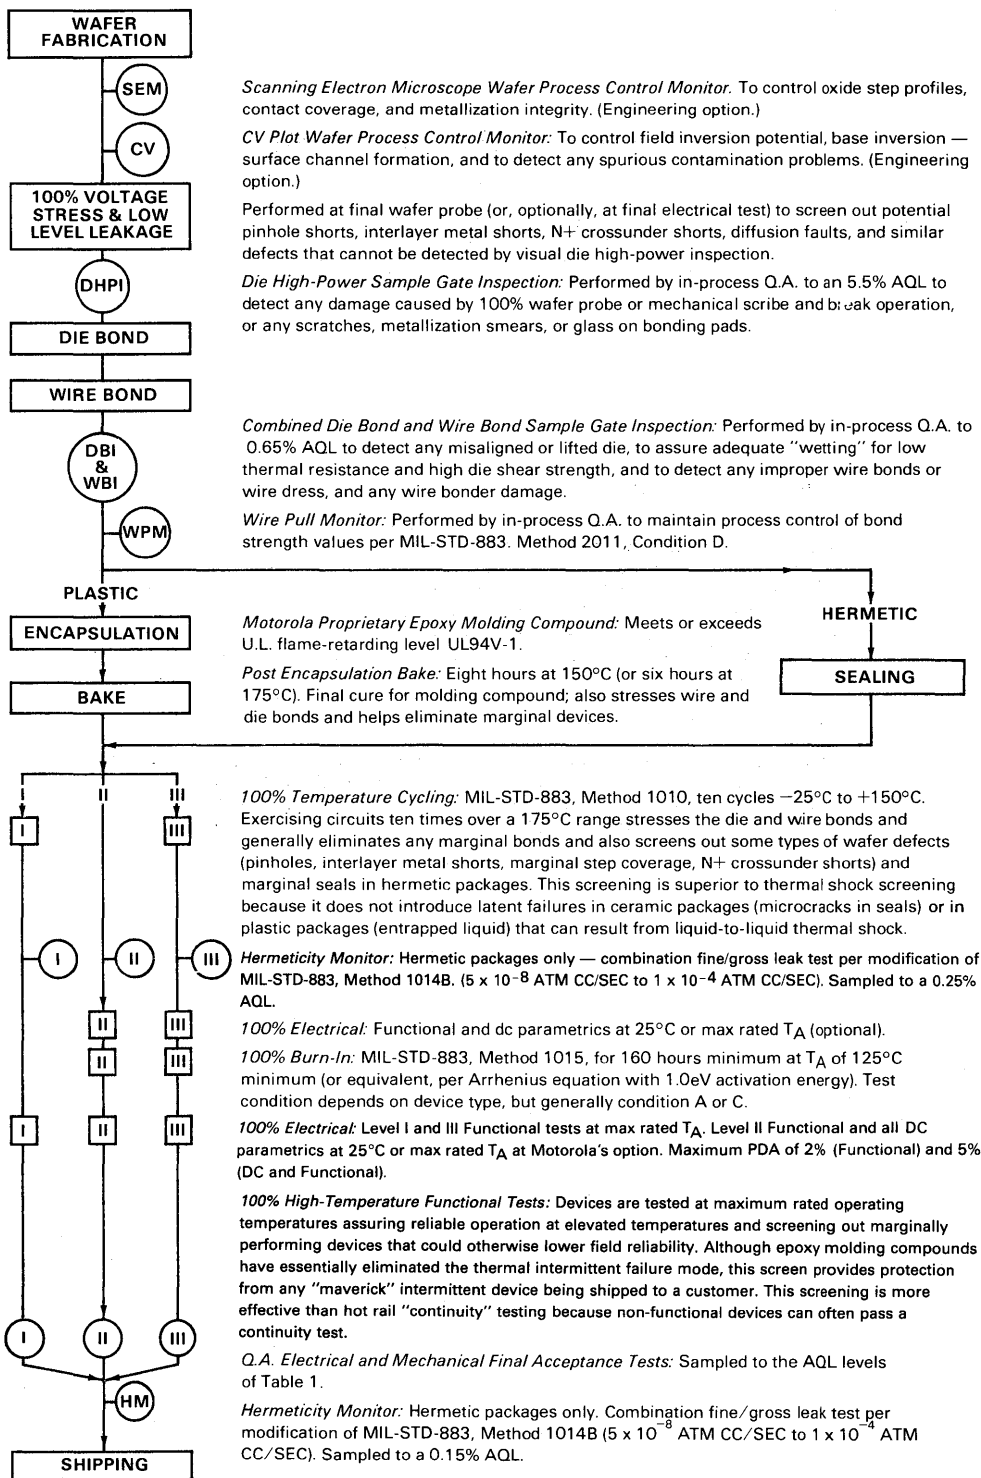 WAFER
FABRICATION
SEM
Scanning Electron Microscope Wafer Process Control Monitor. To control oxide step profiles,
contact coverage, and metallization integrity. (Engineering option.)
CV
CV Plot Wafer Process Control Monitor: To control field inversion potential, base inversion —
surface channel formation, and to detect any spurious contamination problems. (Engineering
option.)
100% VOLTAGE
STRESS & LOW
LEVEL LEAKAGE
Performed at final wafer probe (or, optionally, at final electrical test) to screen out potential
pinhole shorts, interlayer metal shorts, N+ crossunder shorts, diffusion faults, and similar
defects that cannot be detected by visual die high-power inspection.
DHPI
Die High-Power Sample Gate Inspection: Performed by in-process Q.A. to an 5.5% AQL to
detect any damage caused by 100% wafer probe or mechanical scribe and break operation,
or any scratches, metallization smears, or glass on bonding pads.
DIE BOND
WIRE BOND
DBI
&
WBI
Combined Die Bond and Wire Bond Sample Gate Inspection: Performed by in-process Q.A. to
0.65% AQL to detect any misaligned or lifted die, to assure adequate "wetting" for low
thermal resistance and high die shear strength, and to detect any improper wire bonds or
wire dress, and any wire bonder damage.
WPM
Wire Pull Monitor: Performed by in-process Q.A. to maintain process control of bond
strength values per MIL-STD-883. Method 2011, Condition D.
PLASTIC
HERMETIC
ENCAPSULATION
Motorola Proprietary Epoxy Molding Compound: Meets or exceeds
U.L. flame-retarding level UL94V-1.
SEALING
BAKE
Post Encapsulation Bake: Eight hours at 150°C (or six hours at
175°C). Final cure for molding compound; also stresses wire and
die bonds and helps eliminate marginal devices.
I II III
I III
100% Temperature Cycling: MIL-STD-883, Method 1010, ten cycles −25°C to +150°C.
Exercising circuits ten times over a 175°C range stresses the die and wire bonds and
generally eliminates any marginal bonds and also screens out some types of wafer defects
(pinholes, interlayer metal shorts, marginal step coverage, N+ crossunder shorts) and
marginal seals in hermetic packages. This screening is superior to thermal shock screening
because it does not introduce latent failures in ceramic packages (microcracks in seals) or in
plastic packages (entrapped liquid) that can result from liquid-to-liquid thermal shock.
I II III
Hermeticity Monitor: Hermetic packages only — combination fine/gross leak test per modification of
MIL-STD-883, Method 1014B. (5 x 10⁻⁸ ATM CC/SEC to 1 x 10⁻⁴ ATM CC/SEC). Sampled to a 0.25%
AQL.
II III
100% Electrical: Functional and dc parametrics at 25°C or max rated TA (optional).
II III
100% Burn-In: MIL-STD-883, Method 1015, for 160 hours minimum at TA of 125°C
minimum (or equivalent, per Arrhenius equation with 1.0eV activation energy). Test
condition depends on device type, but generally condition A or C.
I II III
100% Electrical: Level I and III Functional tests at max rated TA. Level II Functional and all DC
parametrics at 25°C or max rated TA at Motorola's option. Maximum PDA of 2% (Functional) and 5%
(DC and Functional).
100% High-Temperature Functional Tests: Devices are tested at maximum rated operating
temperatures assuring reliable operation at elevated temperatures and screening out marginally
performing devices that could otherwise lower field reliability. Although epoxy molding compounds
have essentially eliminated the thermal intermittent failure mode, this screen provides protection
from any "maverick" intermittent device being shipped to a customer. This screening is more
effective than hot rail "continuity" testing because non-functional devices can often pass a
continuity test.
I II III
Q.A. Electrical and Mechanical Final Acceptance Tests: Sampled to the AQL levels
of Table 1.
HM
Hermeticity Monitor: Hermetic packages only. Combination fine/gross leak test per
modification of MIL-STD-883, Method 1014B (5 x 10⁻⁸ ATM CC/SEC to 1 x 10⁻⁴ ATM
CC/SEC). Sampled to a 0.15% AQL.
SHIPPING